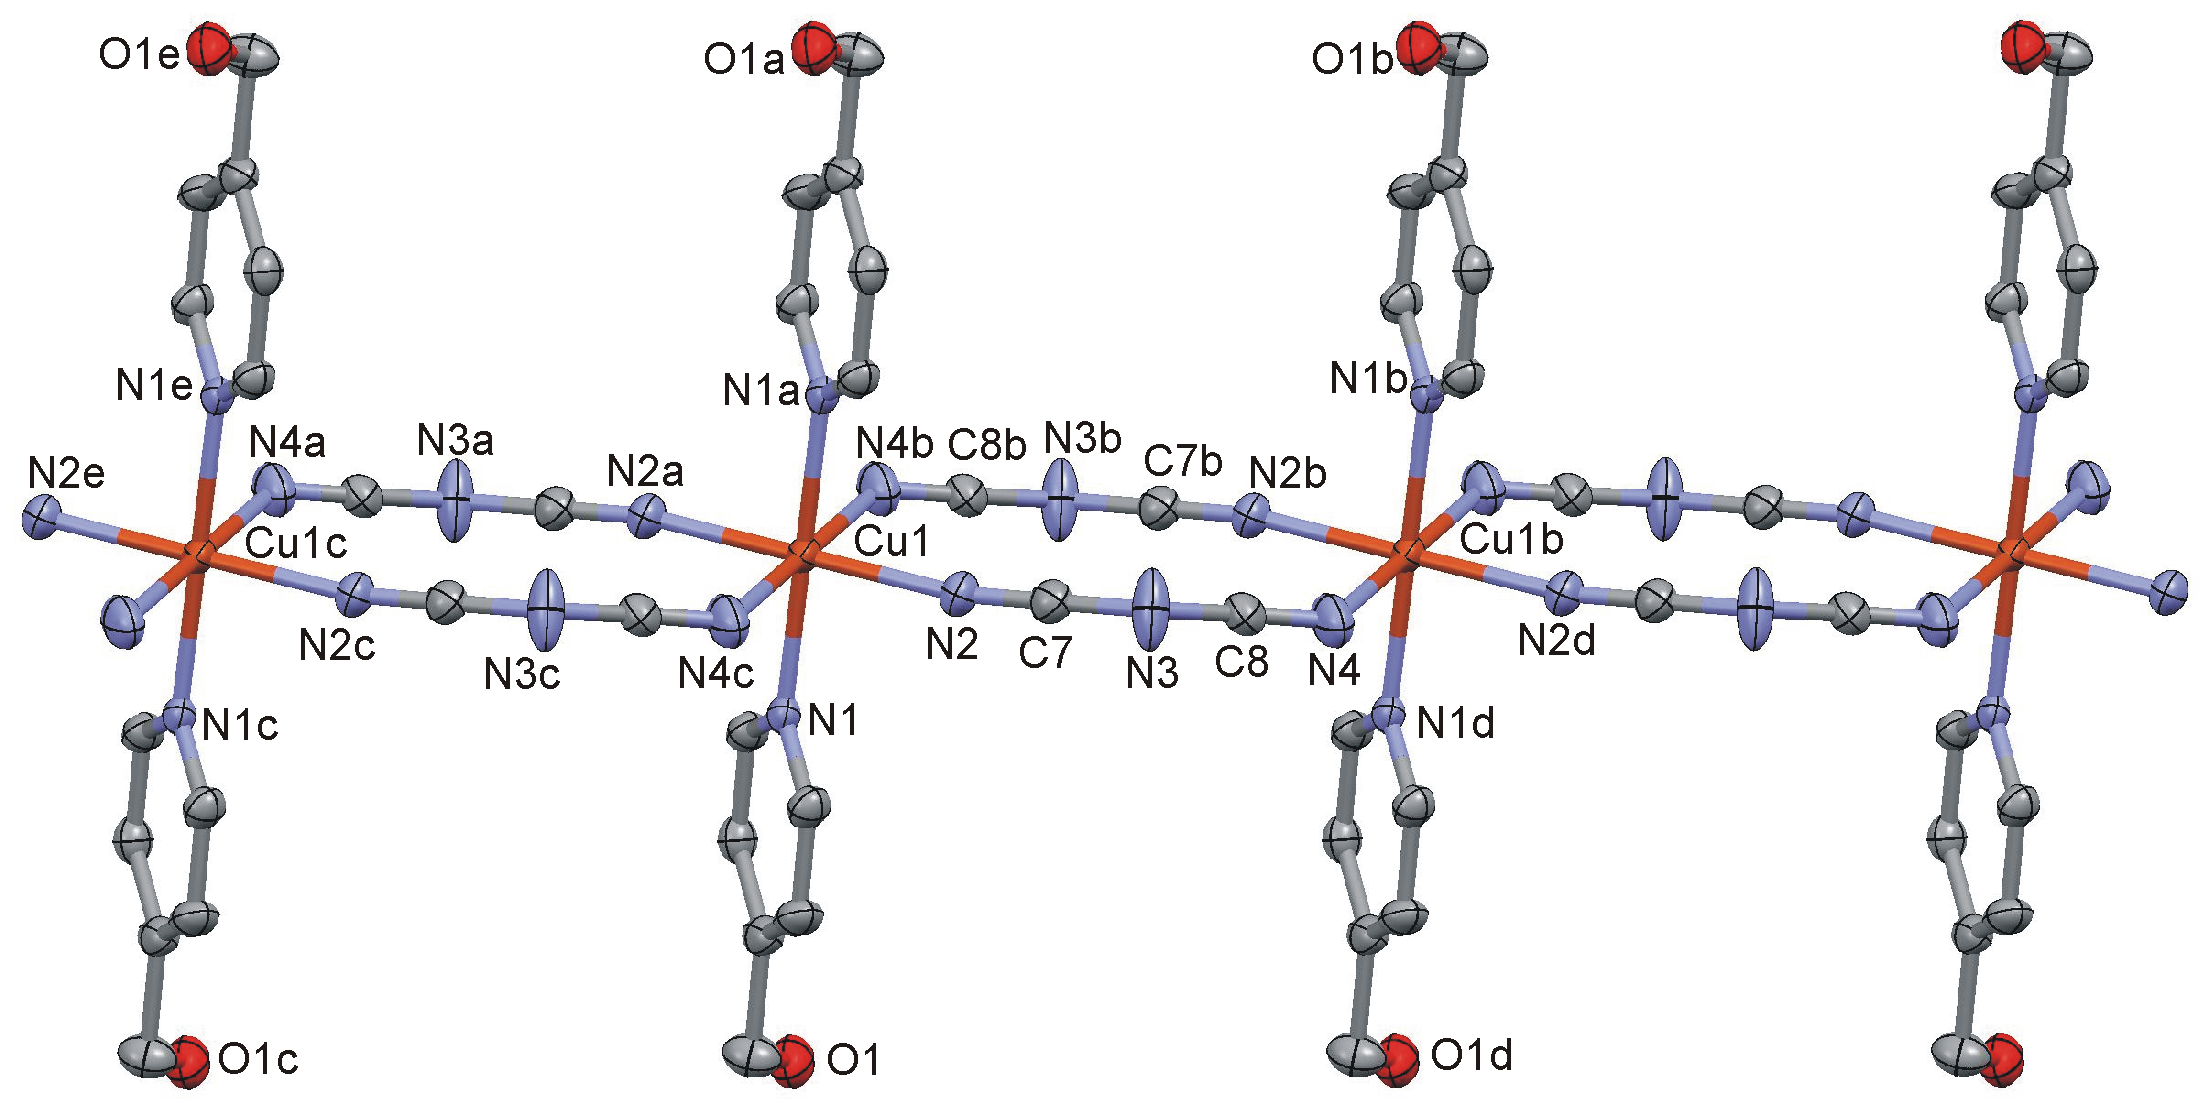 O1e O1a O1b
N1e N1a N1b
N4a N3a N4b C8b N3b
N2e N2a C7b N2b
Cu1c Cu1 Cu1b
N2c N3c N4c N2 C7 N3 C8 N4 N2d
N1c N1 N1d
O1c O1 O1d